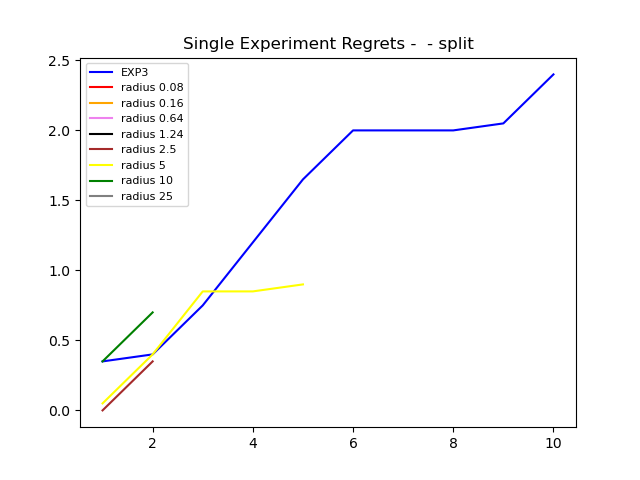 Single Experiment Regrets -  - split
EXP3
radius 0.08
radius 0.16
radius 0.64
radius 1.24
radius 2.5
radius 5
radius 10
radius 25
2.5
2.0
1.5
1.0
0.5
0.0
2 4 6 8 10